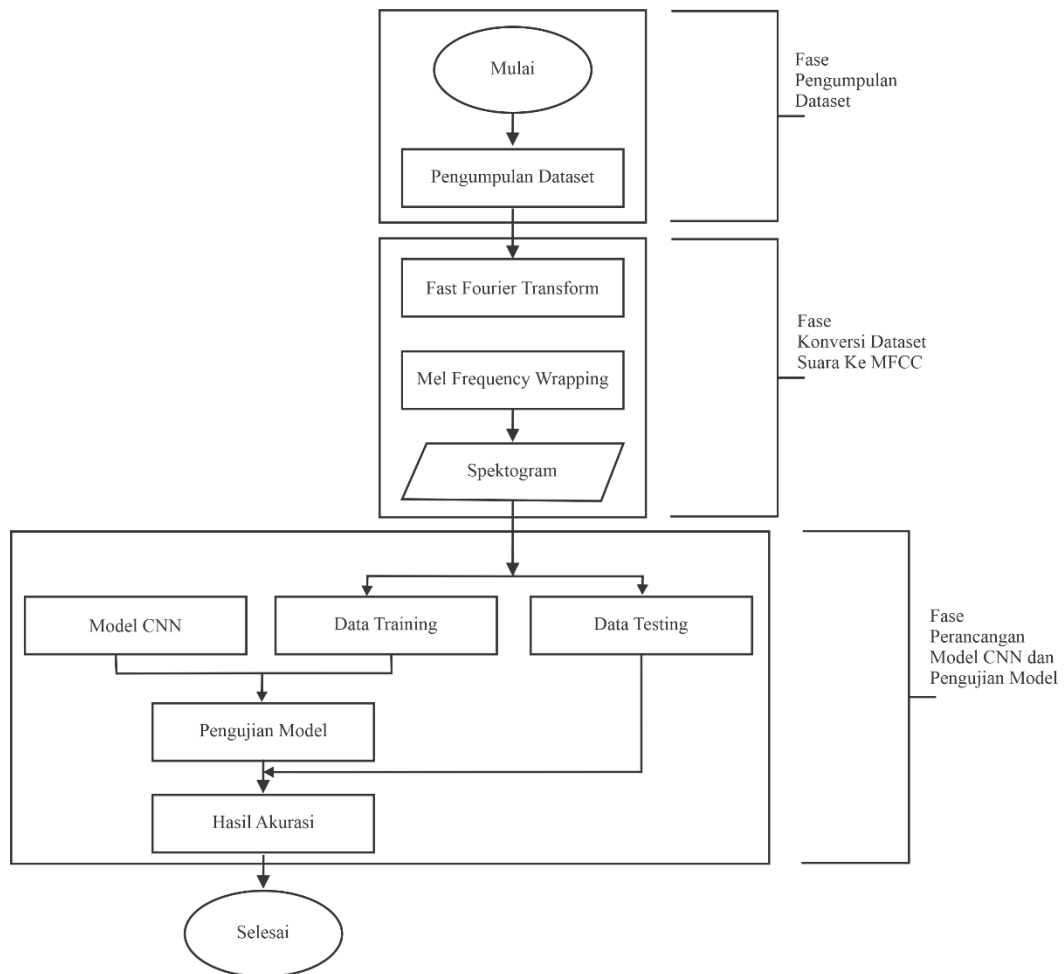 Mulai
Fase
Pengumpulan
Dataset
Pengumpulan Dataset
Fast Fourier Transform
Fase
Konversi Dataset
Suara Ke MFCC
Mel Frequency Wrapping
Spektogram
Model CNN
Data Training
Data Testing
Fase
Perancangan
Model CNN dan
Pengujian Model
Pengujian Model
Hasil Akurasi
Selesai